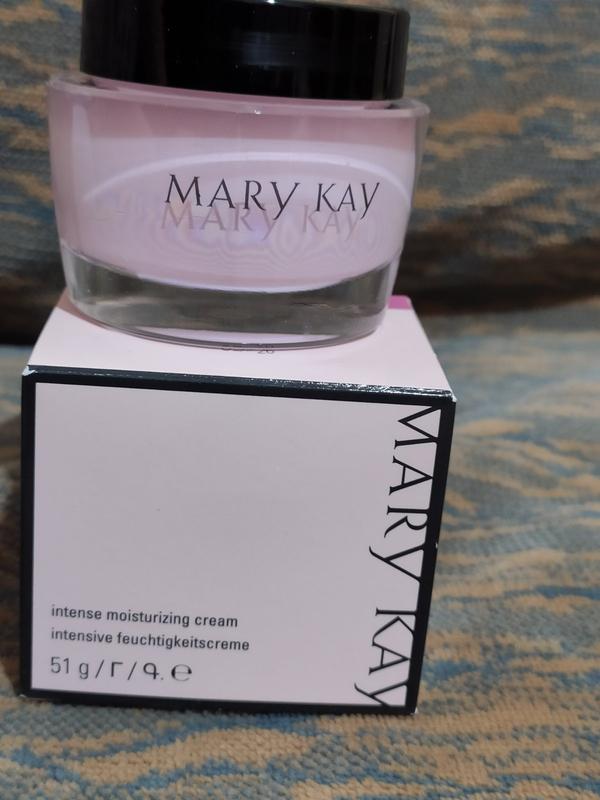 MARY KAY
MARY KAY
intense moisturizing cream
intensive feuchtigkeitscreme
51 g / Г / Գ. ℮